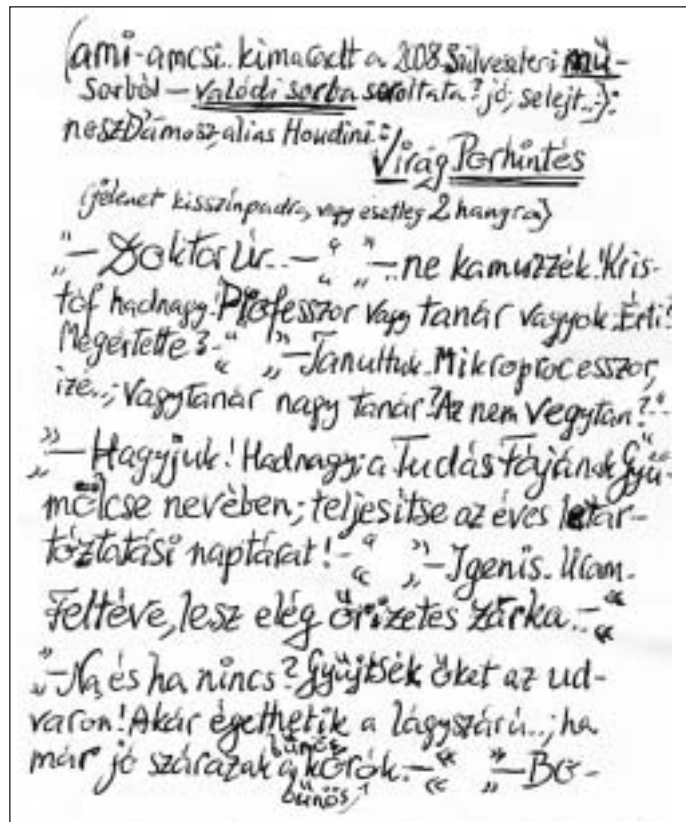 (ami-amcsi.. kimaradt a 2008. Szilveszteri mű-
sorból – valódi sorba soroltata? jó, selejt..:):
neszDámosz, alias Houdini.:
Virág Porhintés
(jelenet kisszínpadra, vagy esetleg 2 hangra)
„– Doktor Úr.. –“ „–..ne kamuzzék! Kris-
tóf hadnagy! Professzor vagy tanár vagyok. Érti?
Megértette? –“ „– Tanultuk. Mikroprocesszor,
izé..; vagytanár nagy tanár? Az nem vegytan? –“
„– Hagyjuk! Hadnagy: a Tudás Fájának Gyü-
mölcse nevében; teljesítse az éves letar-
tóztatási naptárat! –“ „– Igenis. Uram.
Feltéve, lesz elég őrizetes zárka. –“
„– Na, és ha nincs? Gyűjtsék őket az ud-
varon! Akár égethetik a lágyszárú..; ha
már jó szárazak a bűnös kórók. –“ „– Bo-
bűnös